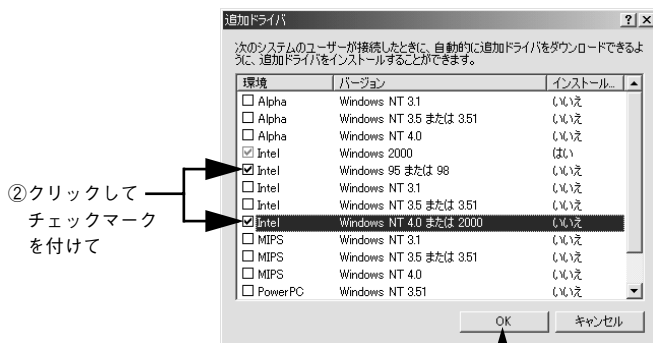 追加ドライバ
次のシステムのユーザーが接続したときに、自動的に追加ドライバをダウンロードできるよ
うに、追加ドライバをインストールすることができます。
環境 バージョン インストール...
Alpha Windows NT 3.1 いいえ
Alpha Windows NT 3.5 または 3.51 いいえ
Alpha Windows NT 4.0 いいえ
Intel Windows 2000 はい
Intel Windows 95 または 98 いいえ
Intel Windows NT 3.1 いいえ
Intel Windows NT 3.5 または 3.51 いいえ
Intel Windows NT 4.0 または 2000 いいえ
MIPS Windows NT 3.1 いいえ
MIPS Windows NT 3.5 または 3.51 いいえ
MIPS Windows NT 4.0 いいえ
PowerPC Windows NT 3.51 いいえ
②クリックして
チェックマーク
を付けて
OK キャンセル